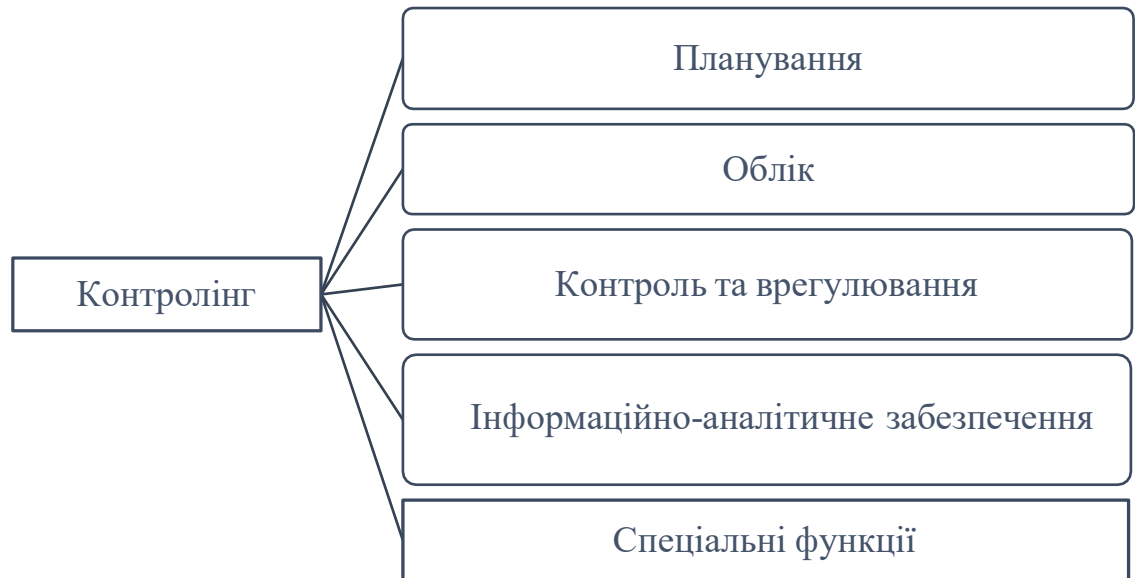 Планування
Облік
Контролінг
Контроль та врегулювання
Інформаційно-аналітичне забезпечення
Спеціальні функції